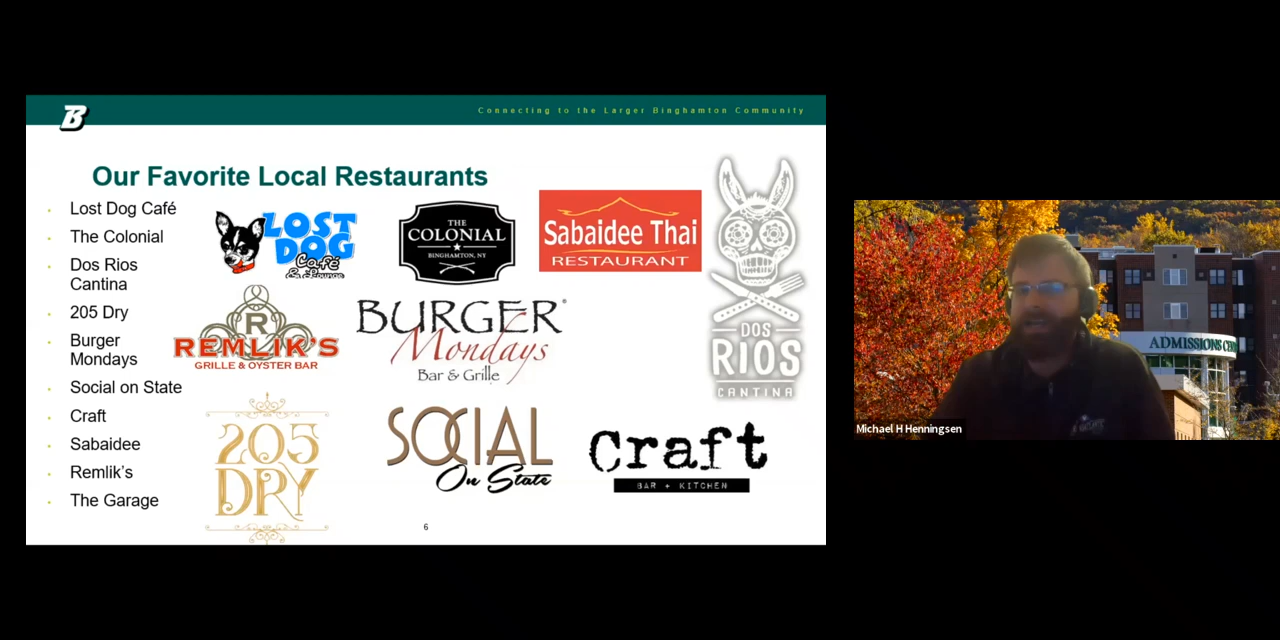 B
Connecting to the Larger Binghamton Community
Our Favorite Local Restaurants
Lost Dog Café
The Colonial
Dos Rios
Cantina
205 Dry
Burger
Mondays
Social on State
Craft
Sabaidee
Remlik's
The Garage
LOST
DOG
Café
& Lounge
THE
COLONIAL
BINGHAMTON, NY
Sabaidee Thai
RESTAURANT
DOS
RIOS
CANTINA
R
REMLIK'S
GRILLE & OYSTER BAR
BURGER
Mondays
Bar & Grille
205
DRY
SOCIAL
On State
Craft
BAR + KITCHEN
6
ADMISSIONS
Michael H Henningsen